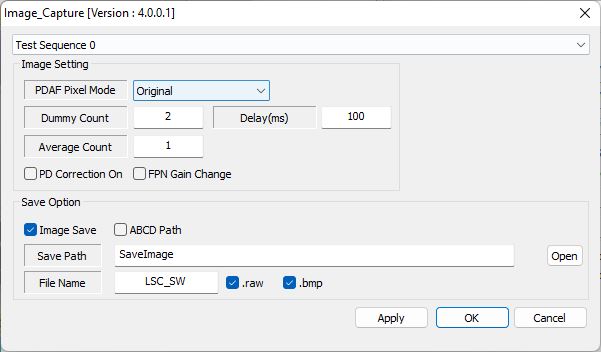 Image_Capture [Version : 4.0.0.1]
Test Sequence 0
Image Setting
PDAF Pixel Mode Original
Dummy Count 2 Delay(ms) 100
Average Count 1
PD Correction On FPN Gain Change
Save Option
Image Save ABCD Path
Save Path SaveImage Open
File Name LSC_SW .raw .bmp
Apply OK Cancel